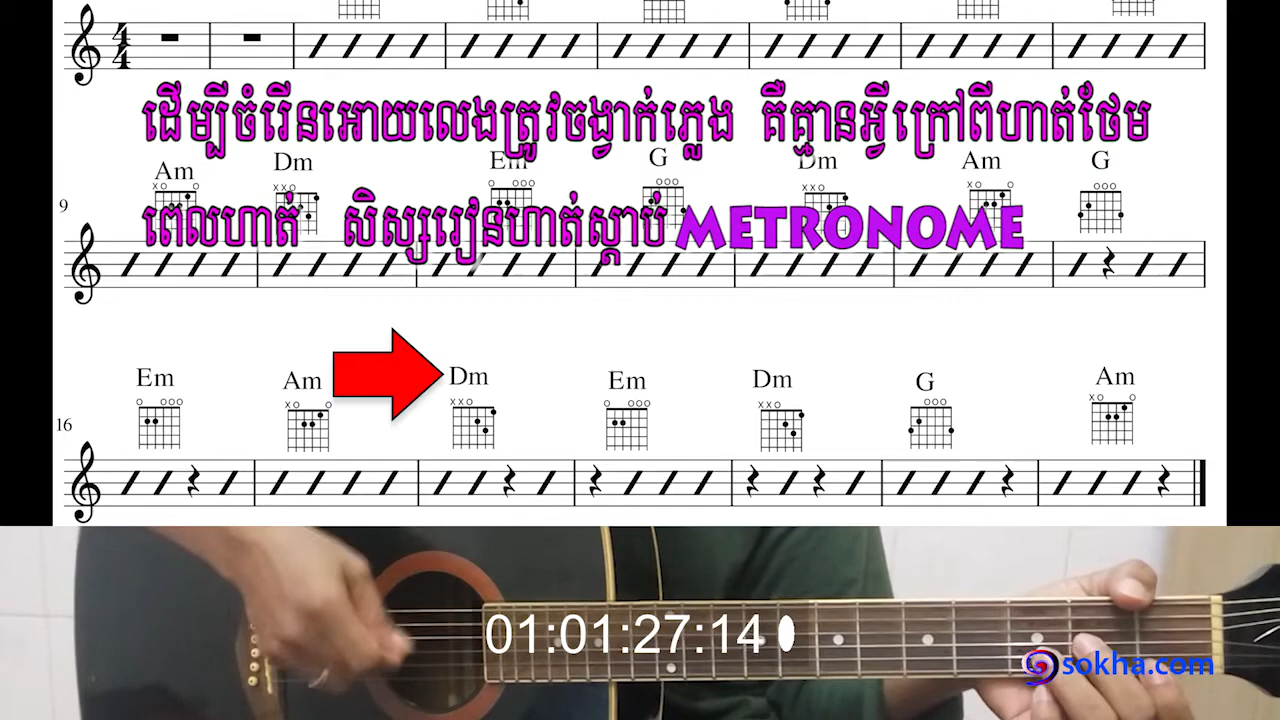 4
4
ដើម្បីចំរើនអោយលេងត្រូវចង្វាក់ភ្លេង គឺគ្មានអ្វីក្រៅពីហាត់ថែម
Am Dm Em G Dm Am G
9
ពេលហាត់ សិស្សរៀនហាត់ស្តាប់ METRONOME
Em Am Dm Em Dm G Am
16
01:01:27:14
sokha.com